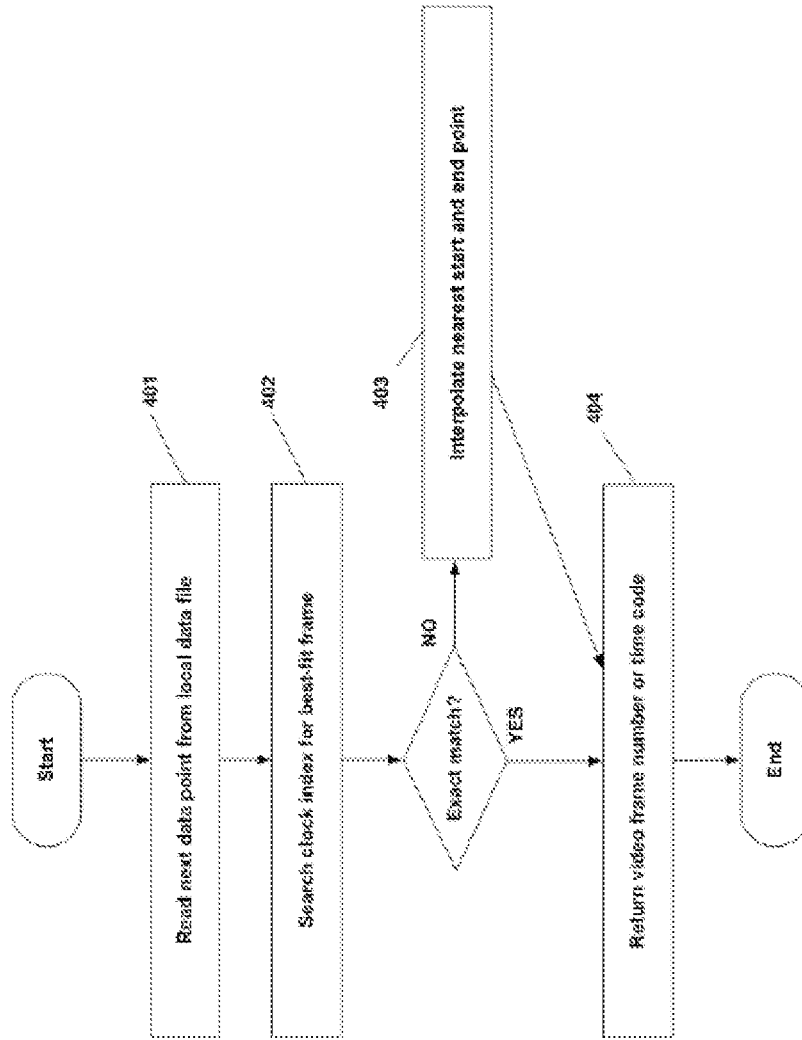 Start
401
Read next data point from local data file
402
Search clock index for best-fit frame
Exact match?
NO
YES
403
Interpolate nearest start and end point
404
Return video frame number or time code
End